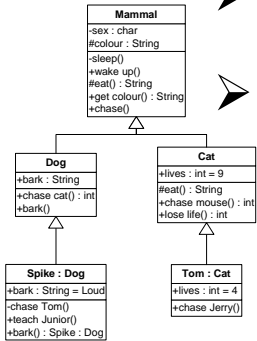 Mammal
-sex : char
#colour : String
-sleep()
+wake up()
#eat() : String
+get colour() : String
+chase()
Dog
+bark : String
+chase cat() : int
+bark()
Cat
+lives : int = 9
#eat() : String
+chase mouse() : int
+lose life() : int
Spike : Dog
+bark : String = Loud
-chase Tom()
+teach Junior()
+bark() : Spike : Dog
Tom : Cat
+lives : int = 4
+chase Jerry()